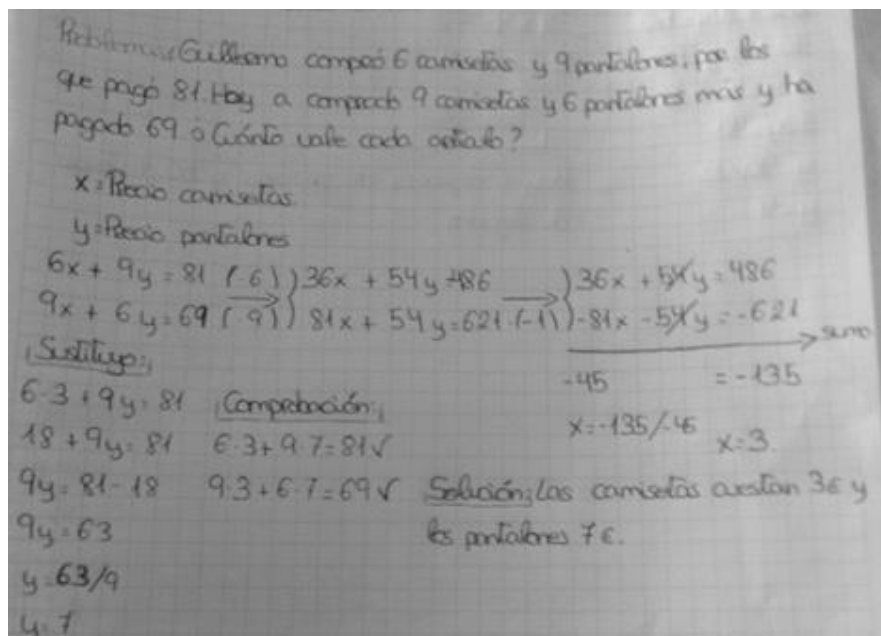 Problema: Guillermo compró 6 camisetas y 9 pantalones, por los
que pagó 81. Hoy a comprado 9 camisetas y 6 pantalones más y ha
pagado 69 ¿Cuánto vale cada artículo?
x = Precio camisetas
y = Precio pantalones
6x + 9y = 81 (·6) } 36x + 54y = 486 } 36x + 54y = 486
9x + 6y = 69 (·9) } 81x + 54y = 621 (·-1) } -81x - 54y = -621
sumo
-45 = -135
x = -135/-45 x = 3
¡Sustituyo;
6·3 + 9y = 81
18 + 9y = 81
9y = 81 - 18
9y = 63
y = 63/9
y = 7
¡Comprobación;
6·3 + 9·7 = 81 √
9·3 + 6·7 = 69 √
Solución; Las camisetas cuestan 3€ y
los pantalones 7€.